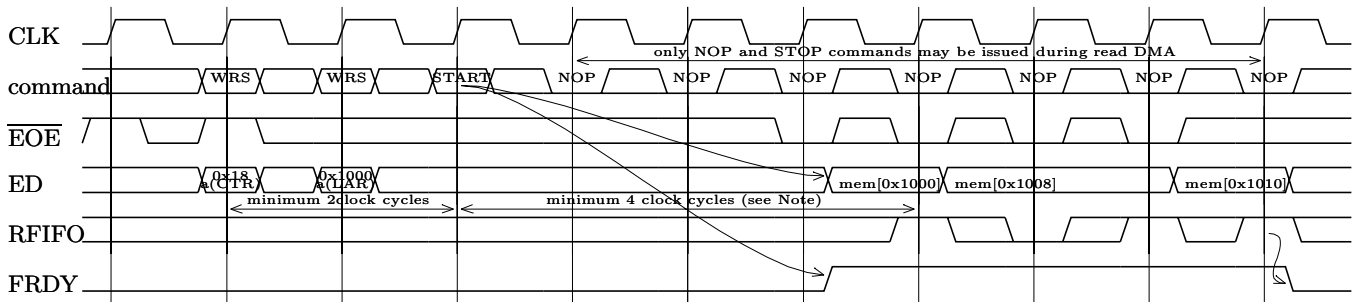 CLK
only NOP and STOP commands may be issued during read DMA
command WRS WRS START NOP NOP NOP NOP NOP NOP NOP
EOE
0x18 0x1000
ED a(CTR) a(LAR) mem[0x1000] mem[0x1008] mem[0x1010]
minimum 2clock cycles minimum 4 clock cycles (see Note)
RFIFO
FRDY